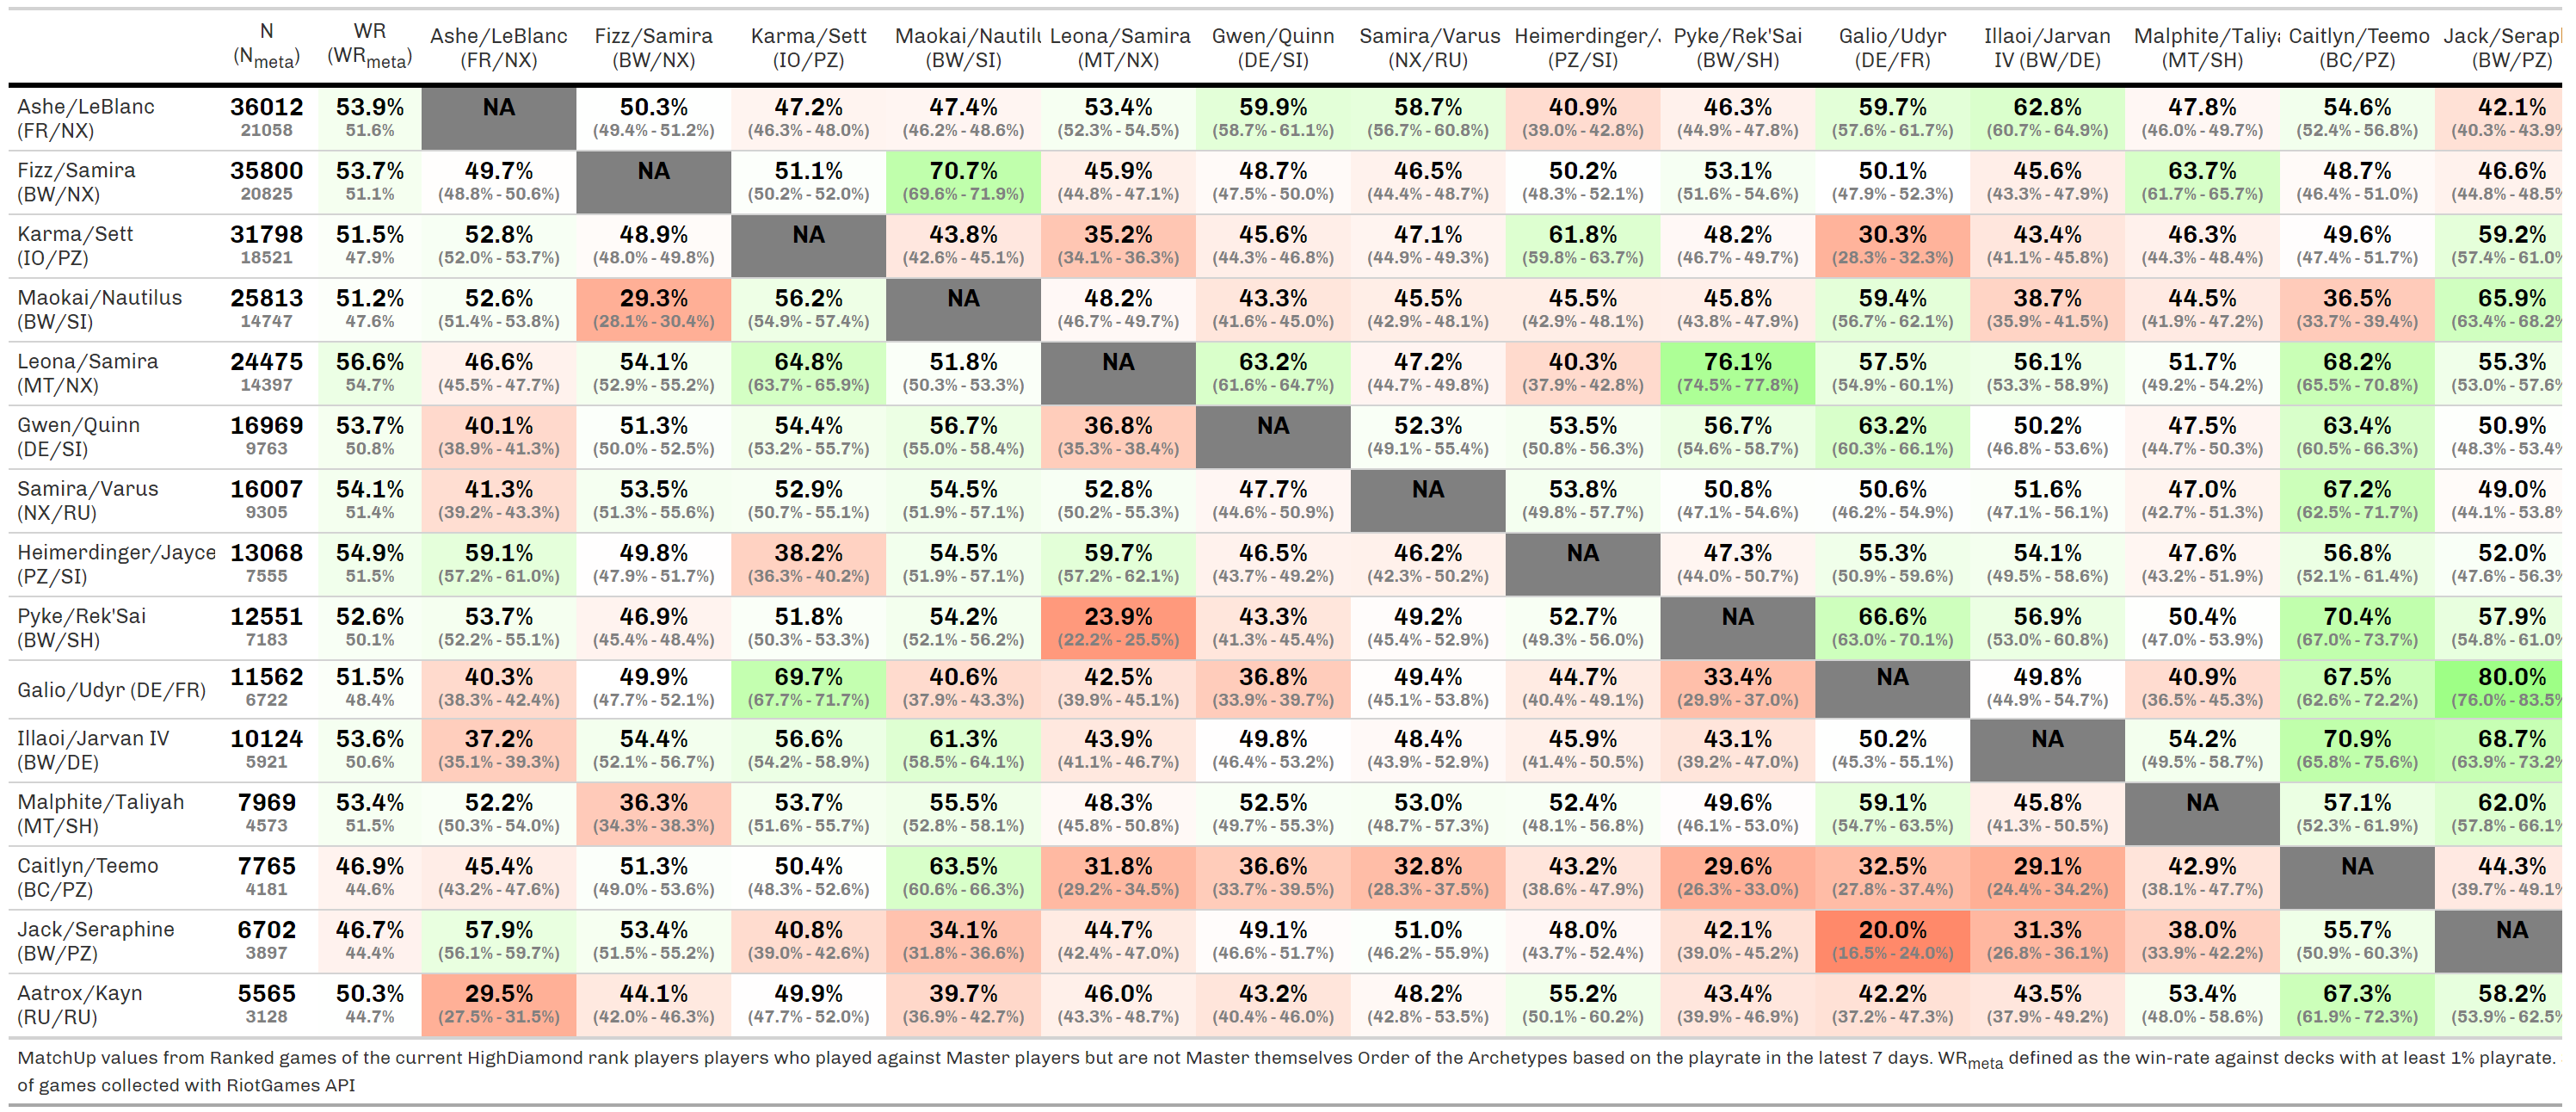 N WR Ashe/LeBlanc Fizz/Samira Karma/Sett Maokai/Nautilu Leona/Samira Gwen/Quinn Samira/Varus Heimerdinger/J Pyke/Rek'Sai Galio/Udyr Illaoi/Jarvan Malphite/Taliya Caitlyn/Teemo Jack/Serapl
(Nmeta) (WRmeta) (FR/NX) (BW/NX) (IO/PZ) (BW/SI) (MT/NX) (DE/SI) (NX/RU) (PZ/SI) (BW/SH) (DE/FR) IV (BW/DE) (MT/SH) (BC/PZ) (BW/PZ)
Ashe/LeBlanc 36012 53.9% NA 50.3% 47.2% 47.4% 53.4% 59.9% 58.7% 40.9% 46.3% 59.7% 62.8% 47.8% 54.6% 42.1%
(FR/NX) 21058 51.6% (49.4% - 51.2%) (46.3% - 48.0%) (46.2% - 48.6%) (52.3% - 54.5%) (58.7% - 61.1%) (56.7% - 60.8%) (39.0% - 42.8%) (44.9% - 47.8%) (57.6% - 61.7%) (60.7% - 64.9%) (46.0% - 49.7%) (52.4% - 56.8%) (40.3% - 43.9%
Fizz/Samira 35800 53.7% 49.7% NA 51.1% 70.7% 45.9% 48.7% 46.5% 50.2% 53.1% 50.1% 45.6% 63.7% 48.7% 46.6%
(BW/NX) 20825 51.1% (48.8% - 50.6%) (50.2% - 52.0%) (69.6% - 71.9%) (44.8% - 47.1%) (47.5% - 50.0%) (44.4% - 48.7%) (48.3% - 52.1%) (51.6% - 54.6%) (47.9% - 52.3%) (43.3% - 47.9%) (61.7% - 65.7%) (46.4% - 51.0%) (44.8% - 48.5%
Karma/Sett 31798 51.5% 52.8% 48.9% NA 43.8% 35.2% 45.6% 47.1% 61.8% 48.2% 30.3% 43.4% 46.3% 49.6% 59.2%
(IO/PZ) 18521 47.9% (52.0% - 53.7%) (48.0% - 49.8%) (42.6% - 45.1%) (34.1% - 36.3%) (44.3% - 46.8%) (44.9% - 49.3%) (59.8% - 63.7%) (46.7% - 49.7%) (28.3% - 32.3%) (41.1% - 45.8%) (44.3% - 48.4%) (47.4% - 51.7%) (57.4% - 61.0%
Maokai/Nautilus 25813 51.2% 52.6% 29.3% 56.2% NA 48.2% 43.3% 45.5% 45.5% 45.8% 59.4% 38.7% 44.5% 36.5% 65.9%
(BW/SI) 14747 47.6% (51.4% - 53.8%) (28.1% - 30.4%) (54.9% - 57.4%) (46.7% - 49.7%) (41.6% - 45.0%) (42.9% - 48.1%) (42.9% - 48.1%) (43.8% - 47.9%) (56.7% - 62.1%) (35.9% - 41.5%) (41.9% - 47.2%) (33.7% - 39.4%) (63.4% - 68.2%
Leona/Samira 24475 56.6% 46.6% 54.1% 64.8% 51.8% NA 63.2% 47.2% 40.3% 76.1% 57.5% 56.1% 51.7% 68.2% 55.3%
(MT/NX) 14397 54.7% (45.5% - 47.7%) (52.9% - 55.2%) (63.7% - 65.9%) (50.3% - 53.3%) (61.6% - 64.7%) (44.7% - 49.8%) (37.9% - 42.8%) (74.5% - 77.8%) (54.9% - 60.1%) (53.3% - 58.9%) (49.2% - 54.2%) (65.5% - 70.8%) (53.0% - 57.6%
Gwen/Quinn 16969 53.7% 40.1% 51.3% 54.4% 56.7% 36.8% NA 52.3% 53.5% 56.7% 63.2% 50.2% 47.5% 63.4% 50.9%
(DE/SI) 9763 50.8% (38.9% - 41.3%) (50.0% - 52.5%) (53.2% - 55.7%) (55.0% - 58.4%) (35.3% - 38.4%) (49.1% - 55.4%) (50.8% - 56.3%) (54.6% - 58.7%) (60.3% - 66.1%) (46.8% - 53.6%) (44.7% - 50.3%) (60.5% - 66.3%) (48.3% - 53.4%
Samira/Varus 16007 54.1% 41.3% 53.5% 52.9% 54.5% 52.8% 47.7% NA 53.8% 50.8% 50.6% 51.6% 47.0% 67.2% 49.0%
(NX/RU) 9305 51.4% (39.2% - 43.3%) (51.3% - 55.6%) (50.7% - 55.1%) (51.9% - 57.1%) (50.2% - 55.3%) (44.6% - 50.9%) (49.8% - 57.7%) (47.1% - 54.6%) (46.2% - 54.9%) (47.1% - 56.1%) (42.7% - 51.3%) (62.5% - 71.7%) (44.1% - 53.8%
Heimerdinger/Jayce 13068 54.9% 59.1% 49.8% 38.2% 54.5% 59.7% 46.5% 46.2% NA 47.3% 55.3% 54.1% 47.6% 56.8% 52.0%
(PZ/SI) 7555 51.5% (57.2% - 61.0%) (47.9% - 51.7%) (36.3% - 40.2%) (51.9% - 57.1%) (57.2% - 62.1%) (43.7% - 49.2%) (42.3% - 50.2%) (44.0% - 50.7%) (50.9% - 59.6%) (49.5% - 58.6%) (43.2% - 51.9%) (52.1% - 61.4%) (47.6% - 56.3%
Pyke/Rek'Sai 12551 52.6% 53.7% 46.9% 51.8% 54.2% 23.9% 43.3% 49.2% 52.7% NA 66.6% 56.9% 50.4% 70.4% 57.9%
(BW/SH) 7183 50.1% (52.2% - 55.1%) (45.4% - 48.4%) (50.3% - 53.3%) (52.1% - 56.2%) (22.2% - 25.5%) (41.3% - 45.4%) (45.4% - 52.9%) (49.3% - 56.0%) (63.0% - 70.1%) (53.0% - 60.8%) (47.0% - 53.9%) (67.0% - 73.7%) (54.8% - 61.0%
Galio/Udyr (DE/FR) 11562 51.5% 40.3% 49.9% 69.7% 40.6% 42.5% 36.8% 49.4% 44.7% 33.4% NA 49.8% 40.9% 67.5% 80.0%
6722 48.4% (38.3% - 42.4%) (47.7% - 52.1%) (67.7% - 71.7%) (37.9% - 43.3%) (39.9% - 45.1%) (33.9% - 39.7%) (45.1% - 53.8%) (40.4% - 49.1%) (29.9% - 37.0%) (44.9% - 54.7%) (36.5% - 45.3%) (62.6% - 72.2%) (76.0% - 83.5%
Illaoi/Jarvan IV 10124 53.6% 37.2% 54.4% 56.6% 61.3% 43.9% 49.8% 48.4% 45.9% 43.1% 50.2% NA 54.2% 70.9% 68.7%
(BW/DE) 5921 50.6% (35.1% - 39.3%) (52.1% - 56.7%) (54.2% - 58.9%) (58.5% - 64.1%) (41.1% - 46.7%) (46.4% - 53.2%) (43.9% - 52.9%) (41.4% - 50.5%) (39.2% - 47.0%) (45.3% - 55.1%) (49.5% - 58.7%) (65.8% - 75.6%) (63.9% - 73.2%
Malphite/Taliyah 7969 53.4% 52.2% 36.3% 53.7% 55.5% 48.3% 52.5% 53.0% 52.4% 49.6% 59.1% 45.8% NA 57.1% 62.0%
(MT/SH) 4573 51.5% (50.3% - 54.0%) (34.3% - 38.3%) (51.6% - 55.7%) (52.8% - 58.1%) (45.8% - 50.8%) (49.7% - 55.3%) (48.7% - 57.3%) (48.1% - 56.8%) (46.1% - 53.0%) (54.7% - 63.5%) (41.3% - 50.5%) (52.3% - 61.9%) (57.8% - 66.1%
Caitlyn/Teemo 7765 46.9% 45.4% 51.3% 50.4% 63.5% 31.8% 36.6% 32.8% 43.2% 29.6% 32.5% 29.1% 42.9% NA 44.3%
(BC/PZ) 4181 44.6% (43.2% - 47.6%) (49.0% - 53.6%) (48.3% - 52.6%) (60.6% - 66.3%) (29.2% - 34.5%) (33.7% - 39.5%) (28.3% - 37.5%) (38.6% - 47.9%) (26.3% - 33.0%) (27.8% - 37.4%) (24.4% - 34.2%) (38.1% - 47.7%) (39.7% - 49.1%
Jack/Seraphine 6702 46.7% 57.9% 53.4% 40.8% 34.1% 44.7% 49.1% 51.0% 48.0% 42.1% 20.0% 31.3% 38.0% 55.7% NA
(BW/PZ) 3897 44.4% (56.1% - 59.7%) (51.5% - 55.2%) (39.0% - 42.6%) (31.8% - 36.6%) (42.4% - 47.0%) (46.6% - 51.7%) (46.2% - 55.9%) (43.7% - 52.4%) (39.0% - 45.2%) (16.5% - 24.0%) (26.8% - 36.1%) (33.9% - 42.2%) (50.9% - 60.3%)
Aatrox/Kayn 5565 50.3% 29.5% 44.1% 49.9% 39.7% 46.0% 43.2% 48.2% 55.2% 43.4% 42.2% 43.5% 53.4% 67.3% 58.2%
(RU/RU) 3128 44.7% (27.5% - 31.5%) (42.0% - 46.3%) (47.7% - 52.0%) (36.9% - 42.7%) (43.3% - 48.7%) (40.4% - 46.0%) (42.8% - 53.5%) (50.1% - 60.2%) (39.9% - 46.9%) (37.2% - 47.3%) (37.9% - 49.2%) (48.0% - 58.6%) (61.9% - 72.3%) (53.9% - 62.5%
MatchUp values from Ranked games of the current HighDiamond rank players players who played against Master players but are not Master themselves Order of the Archetypes based on the playrate in the latest 7 days. WRmeta defined as the win-rate against decks with at least 1% playrate.
of games collected with RiotGames API